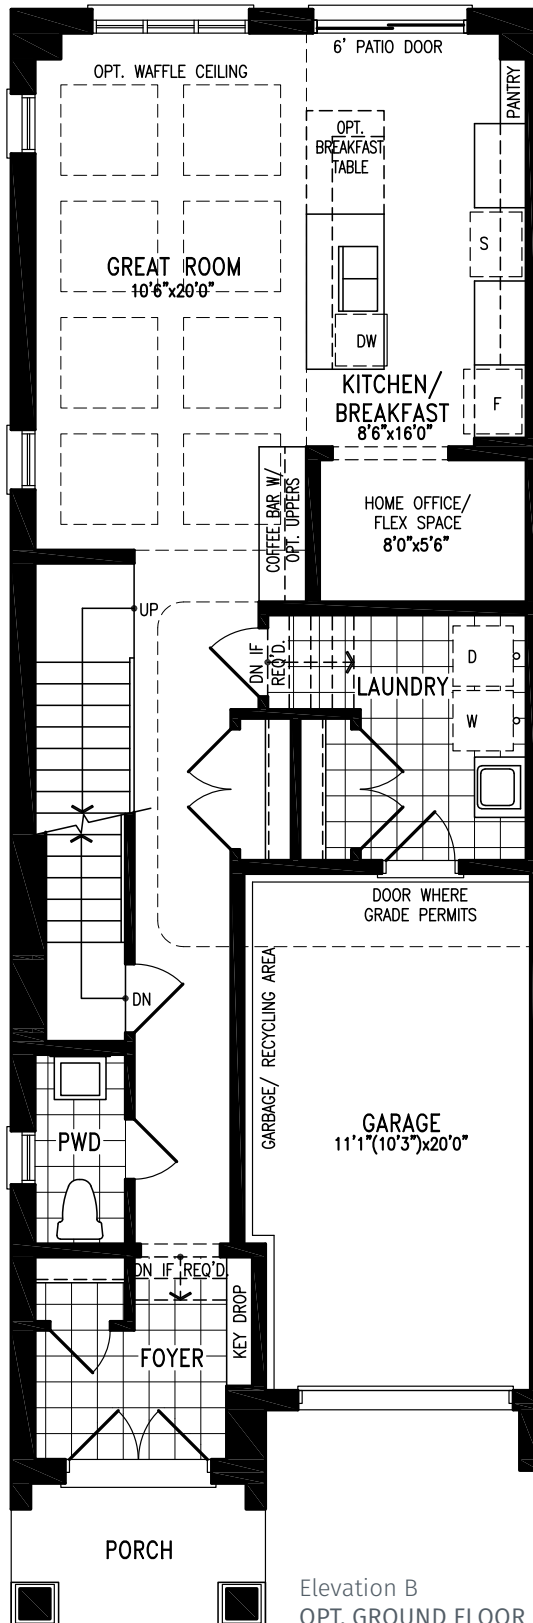 6' PATIO DOOR
OPT. WAFFLE CEILING
PANTRY
OPT.
BREAKFAST
TABLE
S
GREAT ROOM
10'6"x20'0"
DW
KITCHEN/
BREAKFAST
8'6"x16'0"
F
COFFEE BAR W/
OPT. UPPERS
HOME OFFICE/
FLEX SPACE
8'0"x5'6"
UP
DN IF
REQ'D.
LAUNDRY
D
W
DOOR WHERE
GRADE PERMITS
GARBAGE/ RECYCLING AREA
DN
GARAGE
11'1"(10'3")x20'0"
PWD
DN IF REQ'D.
KEY DROP
FOYER
PORCH
Elevation B
OPT. GROUND FLOOR